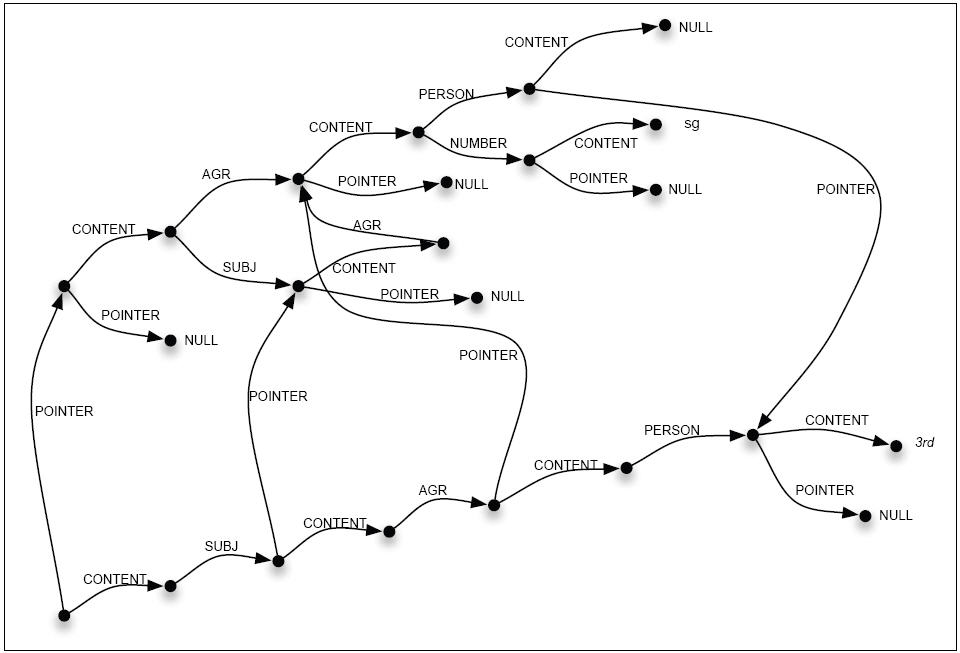 CONTENT
NULL
PERSON
CONTENT
sg
NUMBER
CONTENT
AGR
POINTER
NULL
POINTER
NULL
POINTER
CONTENT
AGR
SUBJ
CONTENT
POINTER
NULL
POINTER
NULL
POINTER
POINTER
POINTER
CONTENT
3rd
PERSON
CONTENT
POINTER
NULL
AGR
CONTENT
SUBJ
CONTENT